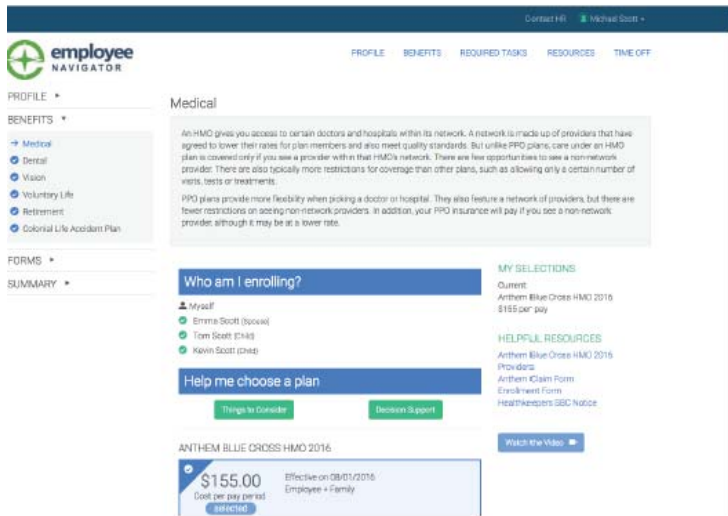 Contact HR Michael Scott
employee
NAVIGATOR
PROFILE BENEFITS REQUIRED TASKS RESOURCES TIME OFF
PROFILE
BENEFITS
Medical
Dental
Vision
Voluntary Life
Retirement
Colonial Life Accident Plan
FORMS
SUMMARY
Medical
An HMO gives you access to certain doctors and hospitals within its network. A network is made up of providers that have
agreed to lower their rates for plan members and also meet quality standards. But unlike PPO plans, care under an HMO
plan is covered only if you see a provider within that HMO's network. There are few opportunities to see a non-network
provider. There are also typically more restrictions for coverage than other plans, such as allowing only a certain number of
visits, tests or treatments.
PPO plans provide more flexibility when picking a doctor or hospital. They also feature a network of providers, but there are
fewer restrictions on seeing non-network providers. In addition, your PPO insurance will pay if you see a non-network
provider, although it may be at a lower rate.
Who am I enrolling?
Myself
Emma Scott (Spouse)
Tom Scott (Child)
Kevin Scott (Child)
Help me choose a plan
Things to Consider Decision Support
ANTHEM BLUE CROSS HMO 2016
$155.00
Cost per pay period
selected
Effective on 08/01/2016
Employee + Family
MY SELECTIONS
Current
Anthem Blue Cross HMO 2016
$155 per pay
HELPFUL RESOURCES
Anthem Blue Cross HMO 2016
Providers
Anthem Claim Form
Enrollment Form
Healthkeepers SBC Notice
Watch the Video